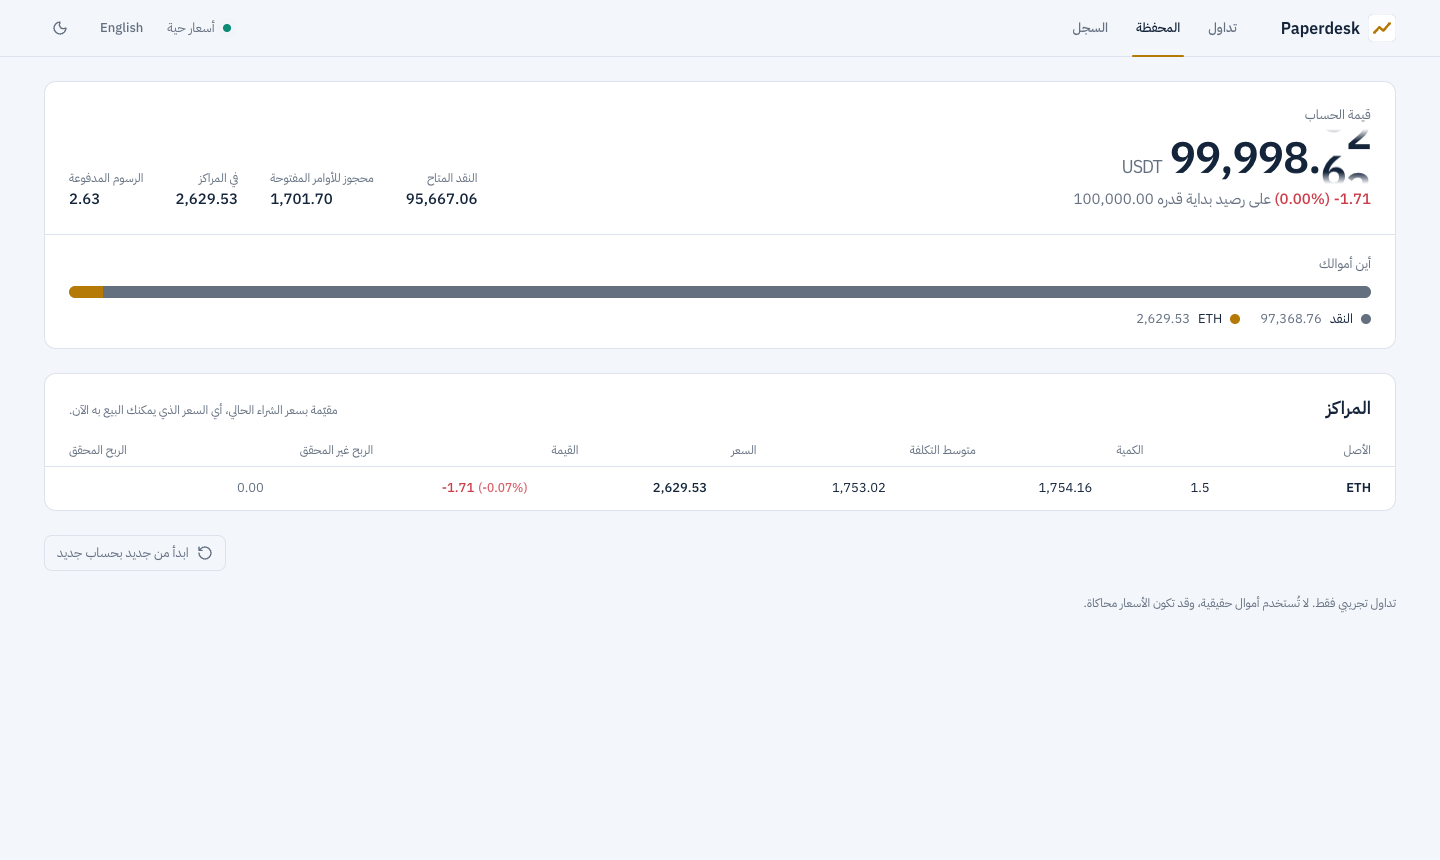 Paperdesk
تداول
المحفظة
السجل
أسعار حية
English
قيمة الحساب
99,998. USDT
-1.71 (0.00%) على رصيد بداية قدره 100,000.00
النقد المتاح
95,667.06
محجوز للأوامر المفتوحة
1,701.70
في المراكز
2,629.53
الرسوم المدفوعة
2.63
أين أموالك
النقد 97,368.76
ETH 2,629.53
المراكز
مقيّمة بسعر الشراء الحالي، أي السعر الذي يمكنك البيع به الآن.
الأصل الكمية متوسط التكلفة السعر القيمة الربح غير المحقق الربح المحقق
ETH 1.5 1,754.16 1,753.02 2,629.53 -1.71 (-0.07%) 0.00
ابدأ من جديد بحساب جديد
تداول تجريبي فقط. لا تُستخدم أموال حقيقية، وقد تكون الأسعار محاكاة.